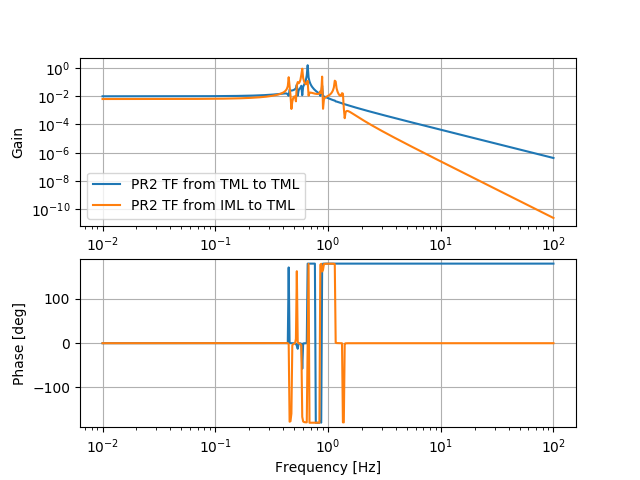 10⁰
10⁻²
10⁻⁴
10⁻⁶
10⁻⁸
10⁻¹⁰
Gain
PR2 TF from TML to TML
PR2 TF from IML to TML
10⁻² 10⁻¹ 10⁰ 10¹ 10²
100
0
−100
Phase [deg]
10⁻² 10⁻¹ 10⁰ 10¹ 10²
Frequency [Hz]